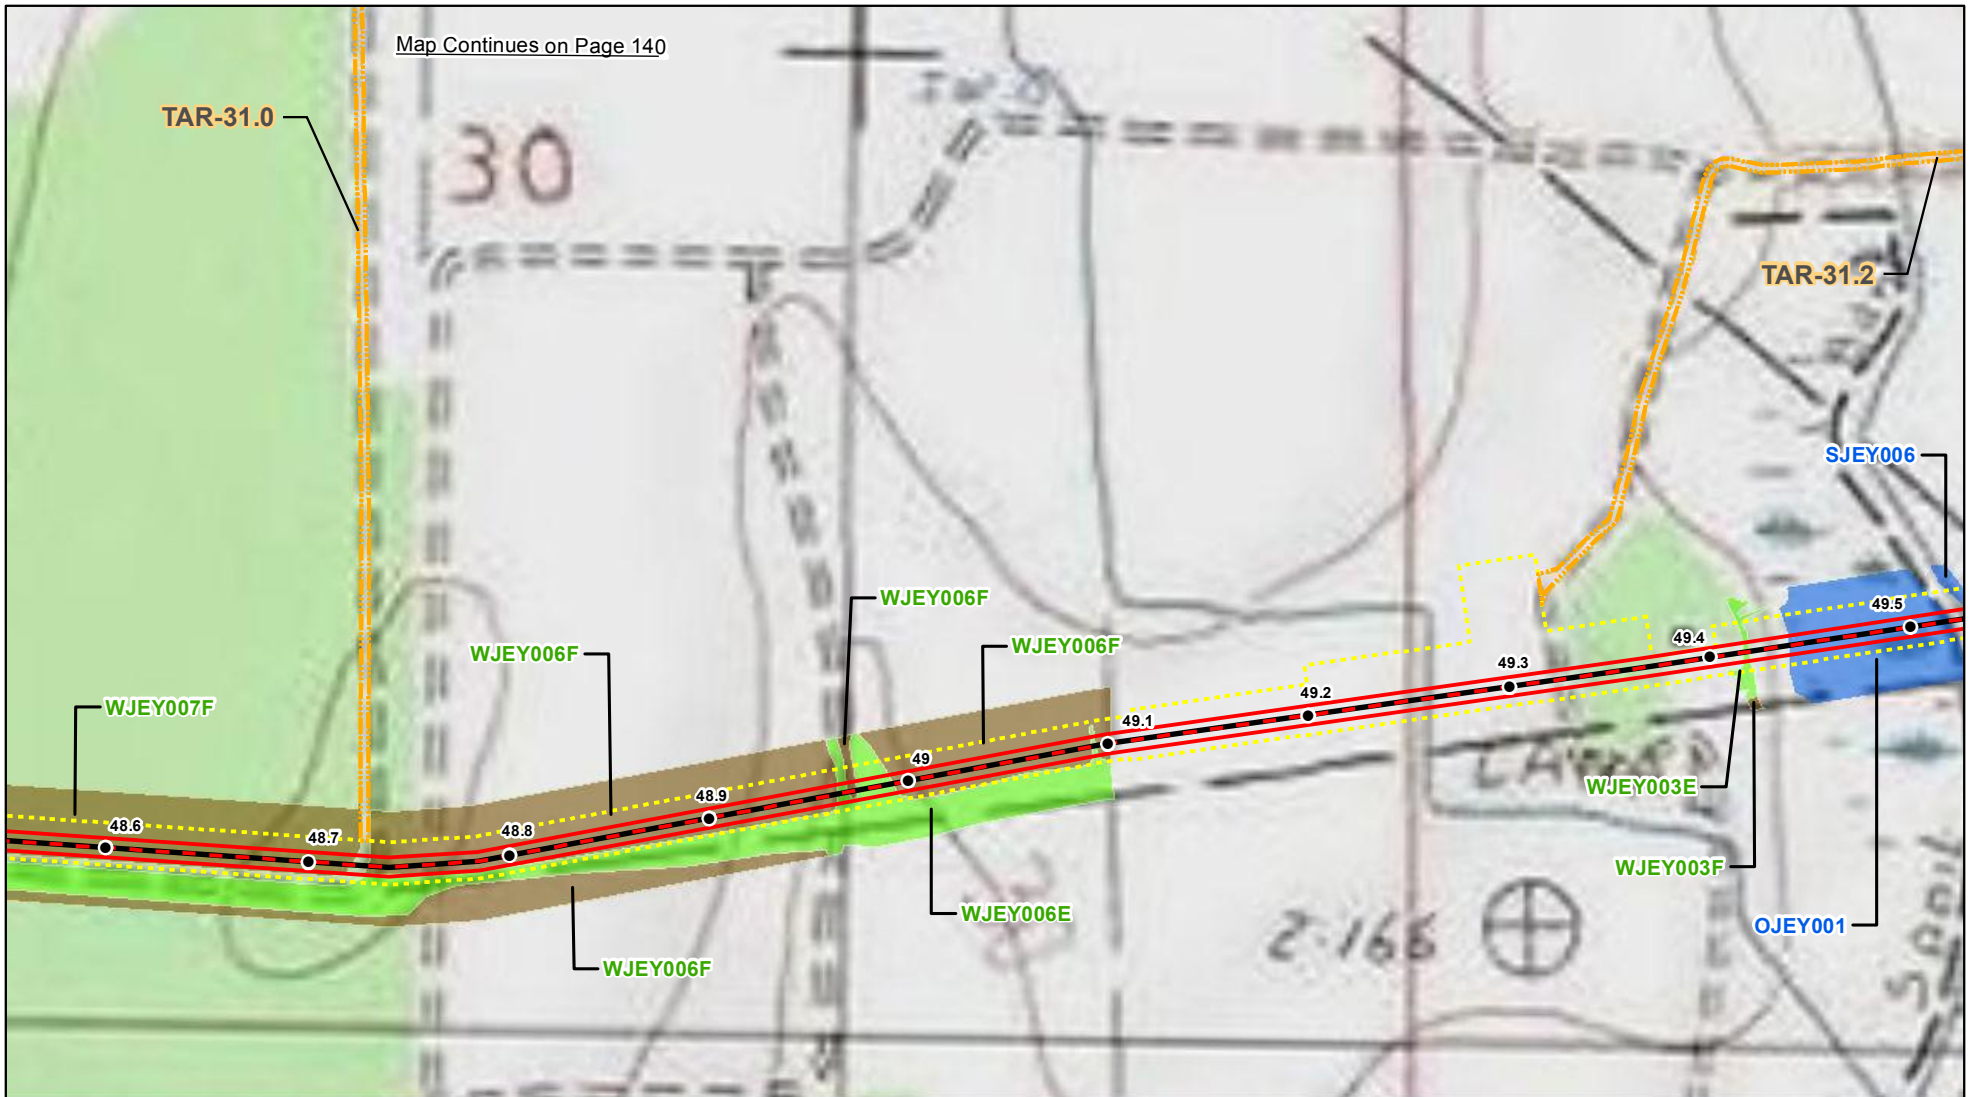 Map Continues on Page 140
TAR-31.0
30
TAR-31.2
SJEY006
WJEY006F
49.5
WJEY006F
WJEY006F
49.4
49.3
49.2
WJEY007F
49.1
49
WJEY003E
48.9
48.6
48.7
48.8
WJEY003F
WJEY006E
OJEY001
2-166
WJEY006F